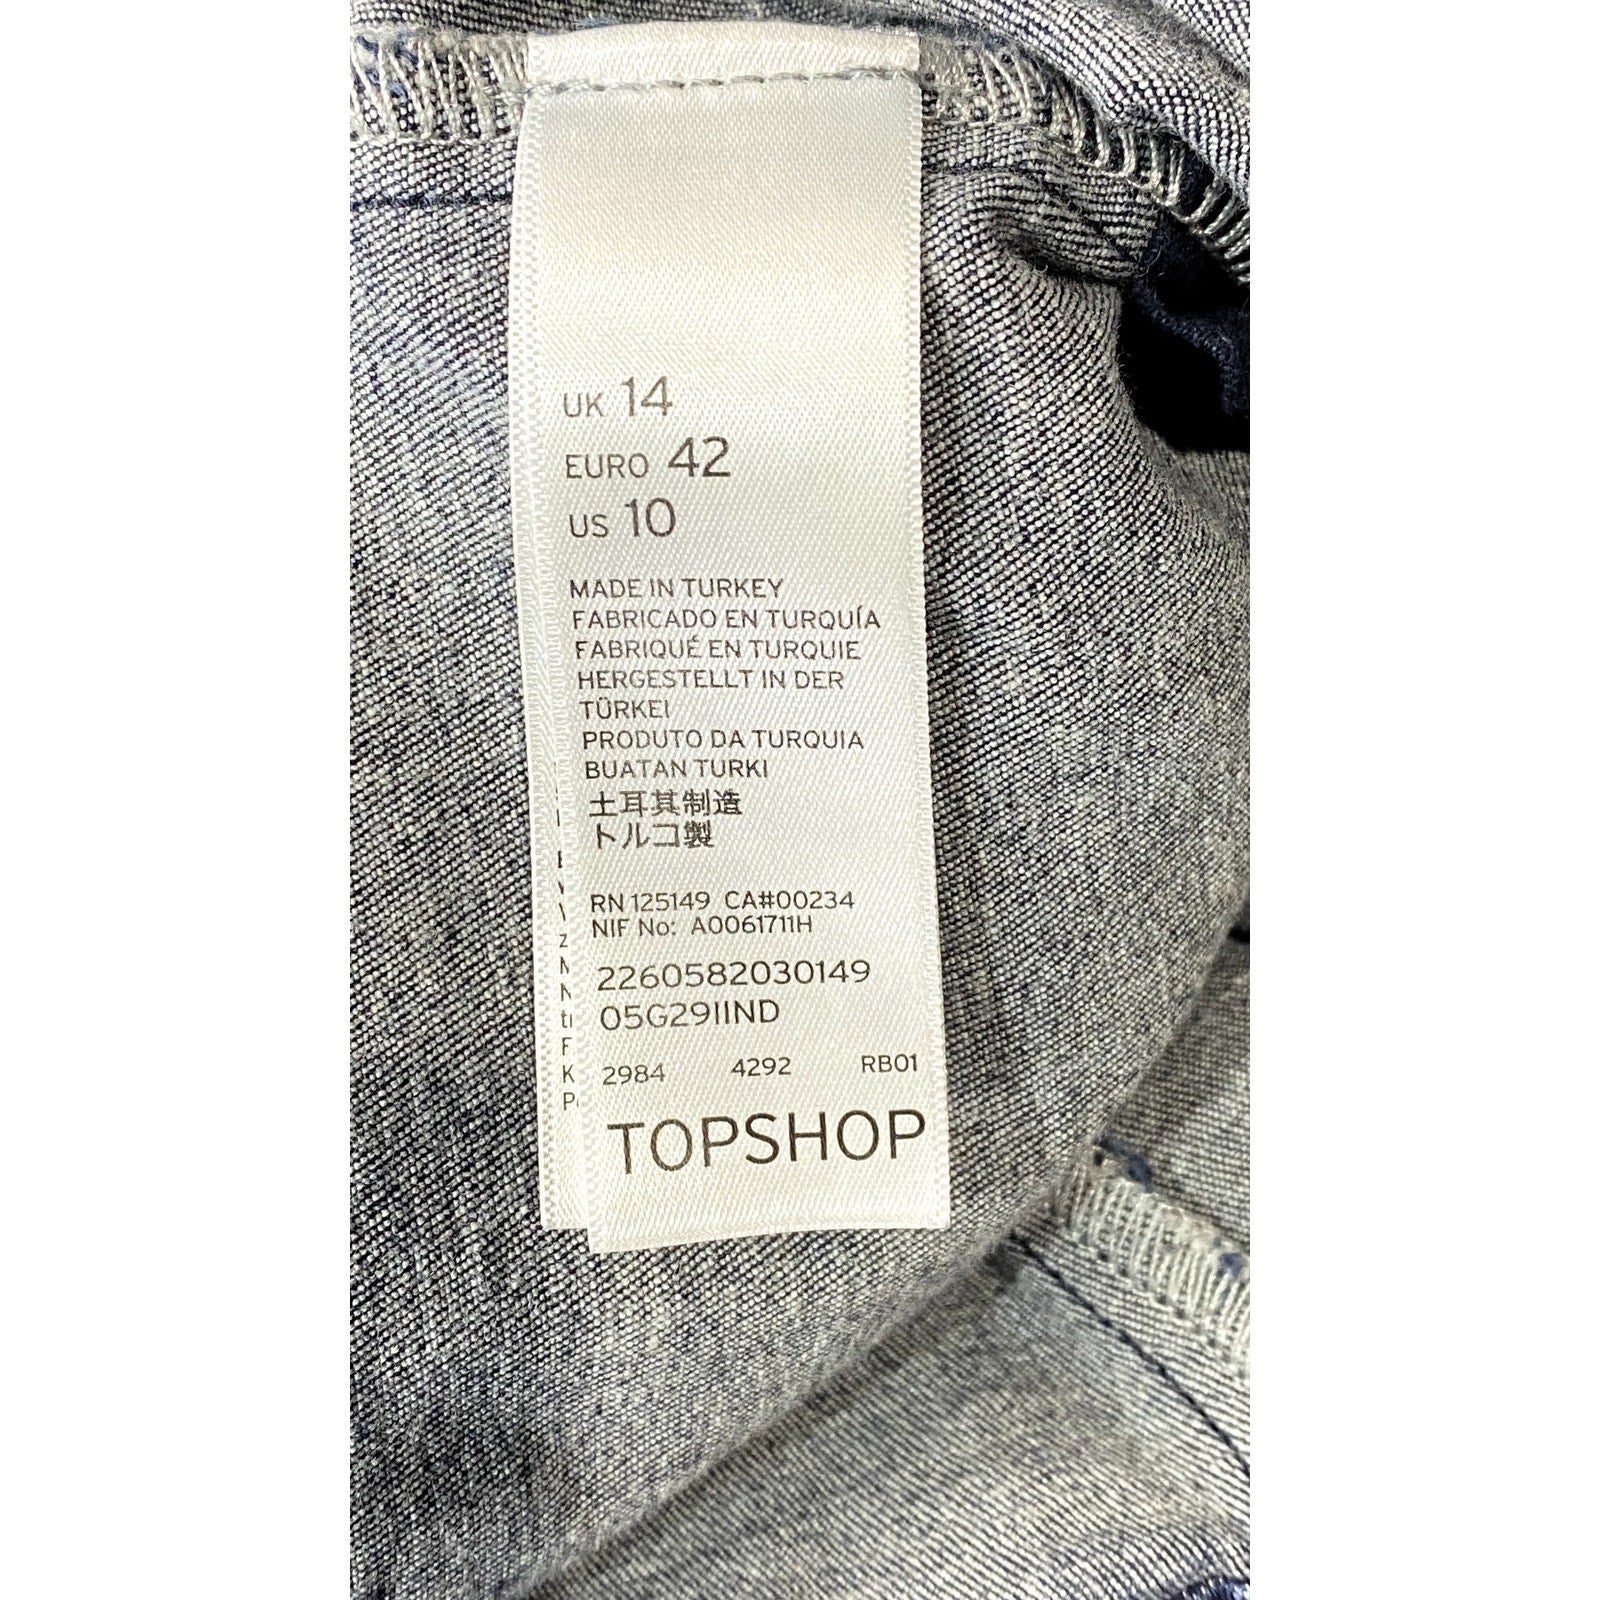 UK 14
EURO 42
US 10
MADE IN TURKEY
FABRICADO EN TURQUÍA
FABRIQUÉ EN TURQUIE
HERGESTELLT IN DER
TÜRKEI
PRODUTO DA TURQUIA
BUATAN TURKI
土耳其制造
トルコ製
RN 125149 CA#00234
NIF No: A0061711H
2260582030149
05G29IIND
2984 4292 RB01
TOPSHOP